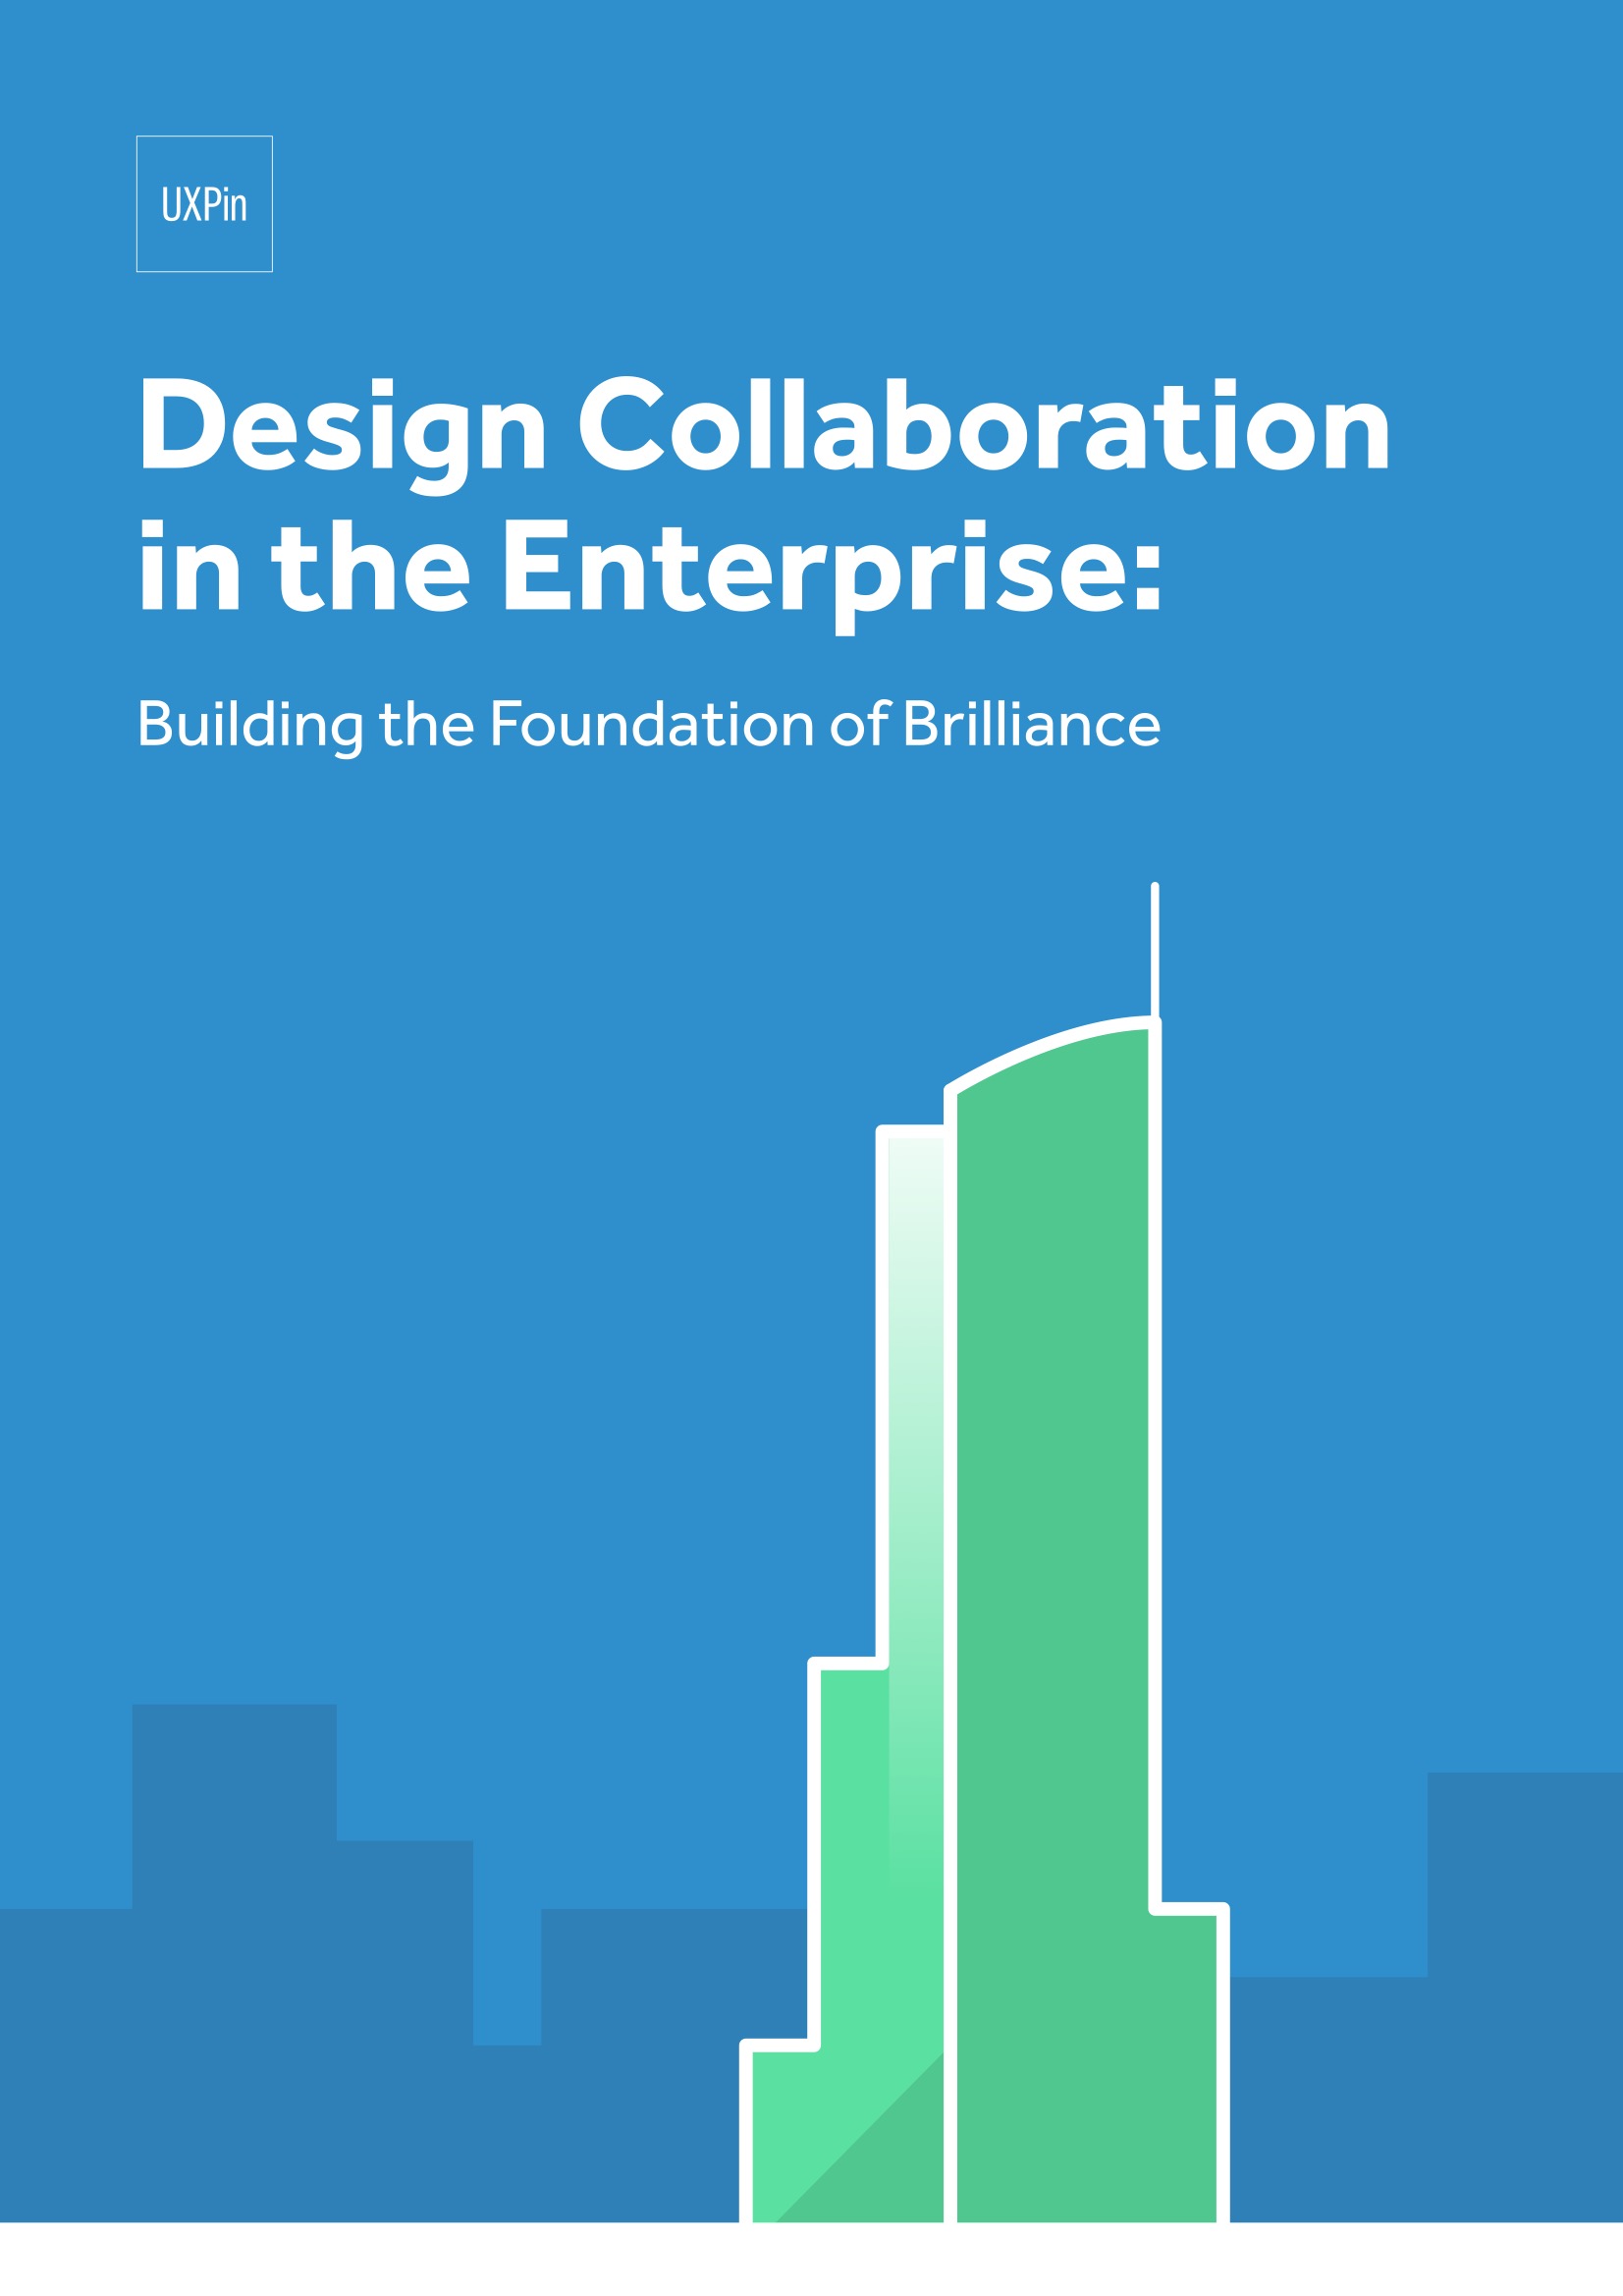 UXPin
Design Collaboration
in the Enterprise:
Building the Foundation of Brilliance